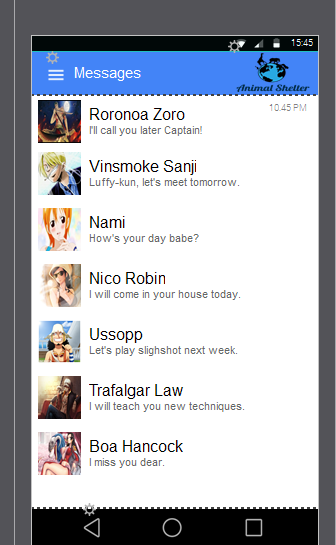 15:45
Messages
Animal Shelter
Roronoa Zoro
10.45 PM
I'll call you later Captain!
Vinsmoke Sanji
Luffy-kun, let's meet tomorrow.
Nami
How's your day babe?
Nico Robin
I will come in your house today.
Ussopp
Let's play slighshot next week.
Trafalgar Law
I will teach you new techniques.
Boa Hancock
I miss you dear.